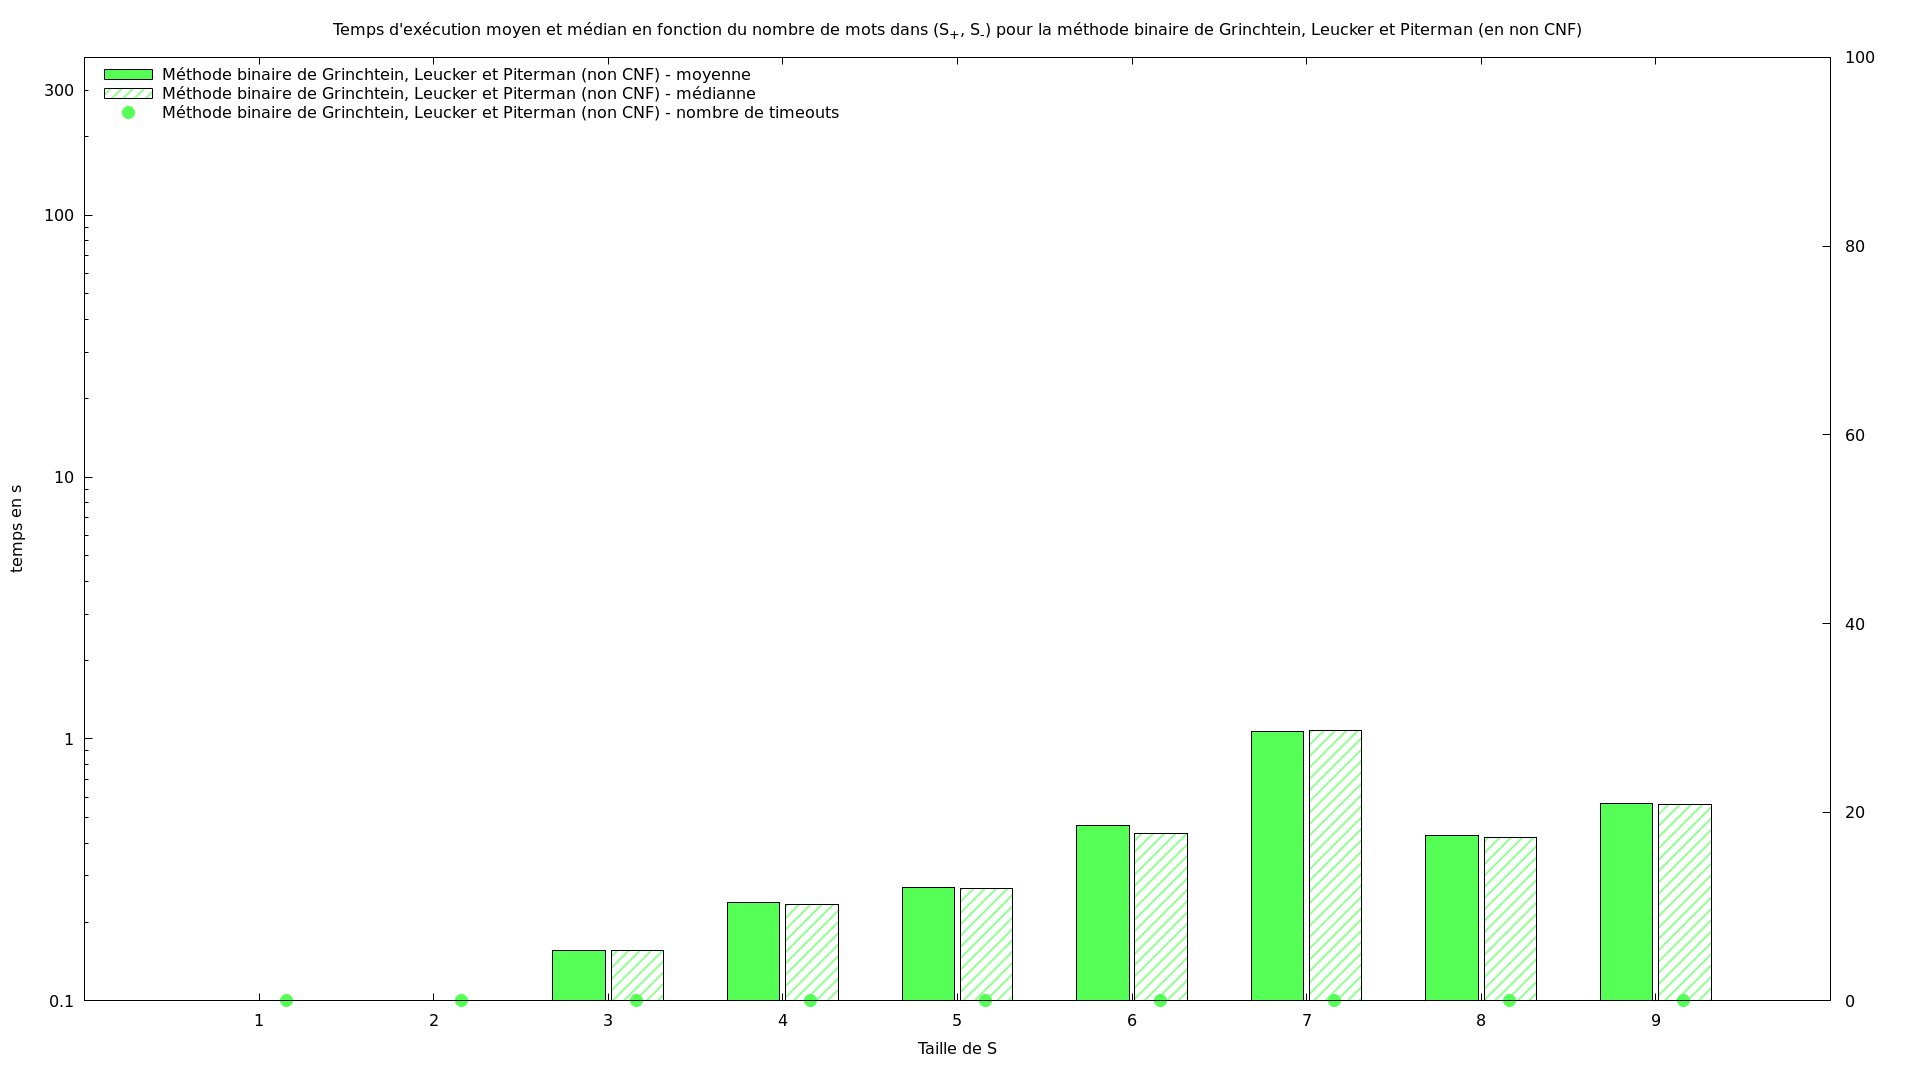 Temps d'exécution moyen et médian en fonction du nombre de mots dans (S+, S-) pour la méthode binaire de Grinchtein, Leucker et Piterman (en non CNF)
Méthode binaire de Grinchtein, Leucker et Piterman (non CNF) - moyenne
Méthode binaire de Grinchtein, Leucker et Piterman (non CNF) - médianne
Méthode binaire de Grinchtein, Leucker et Piterman (non CNF) - nombre de timeouts
300
100
10
1
0.1
temps en s
100
80
60
40
20
0
1 2 3 4 5 6 7 8 9
Taille de S